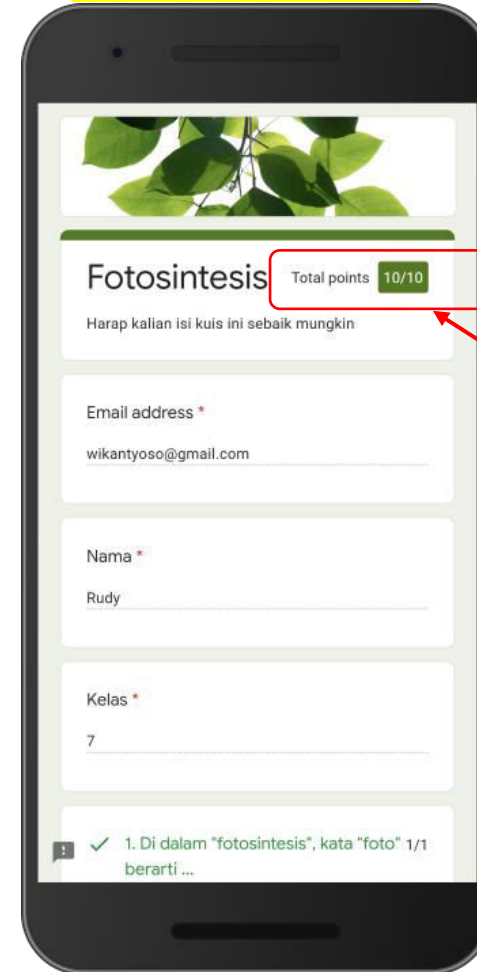 Fotosintesis
Total points 10/10
Harap kalian isi kuis ini sebaik mungkin
Email address *
wikantyoso@gmail.com
Nama *
Rudy
Kelas *
7
1. Di dalam "fotosintesis", kata "foto" 1/1
berarti ...